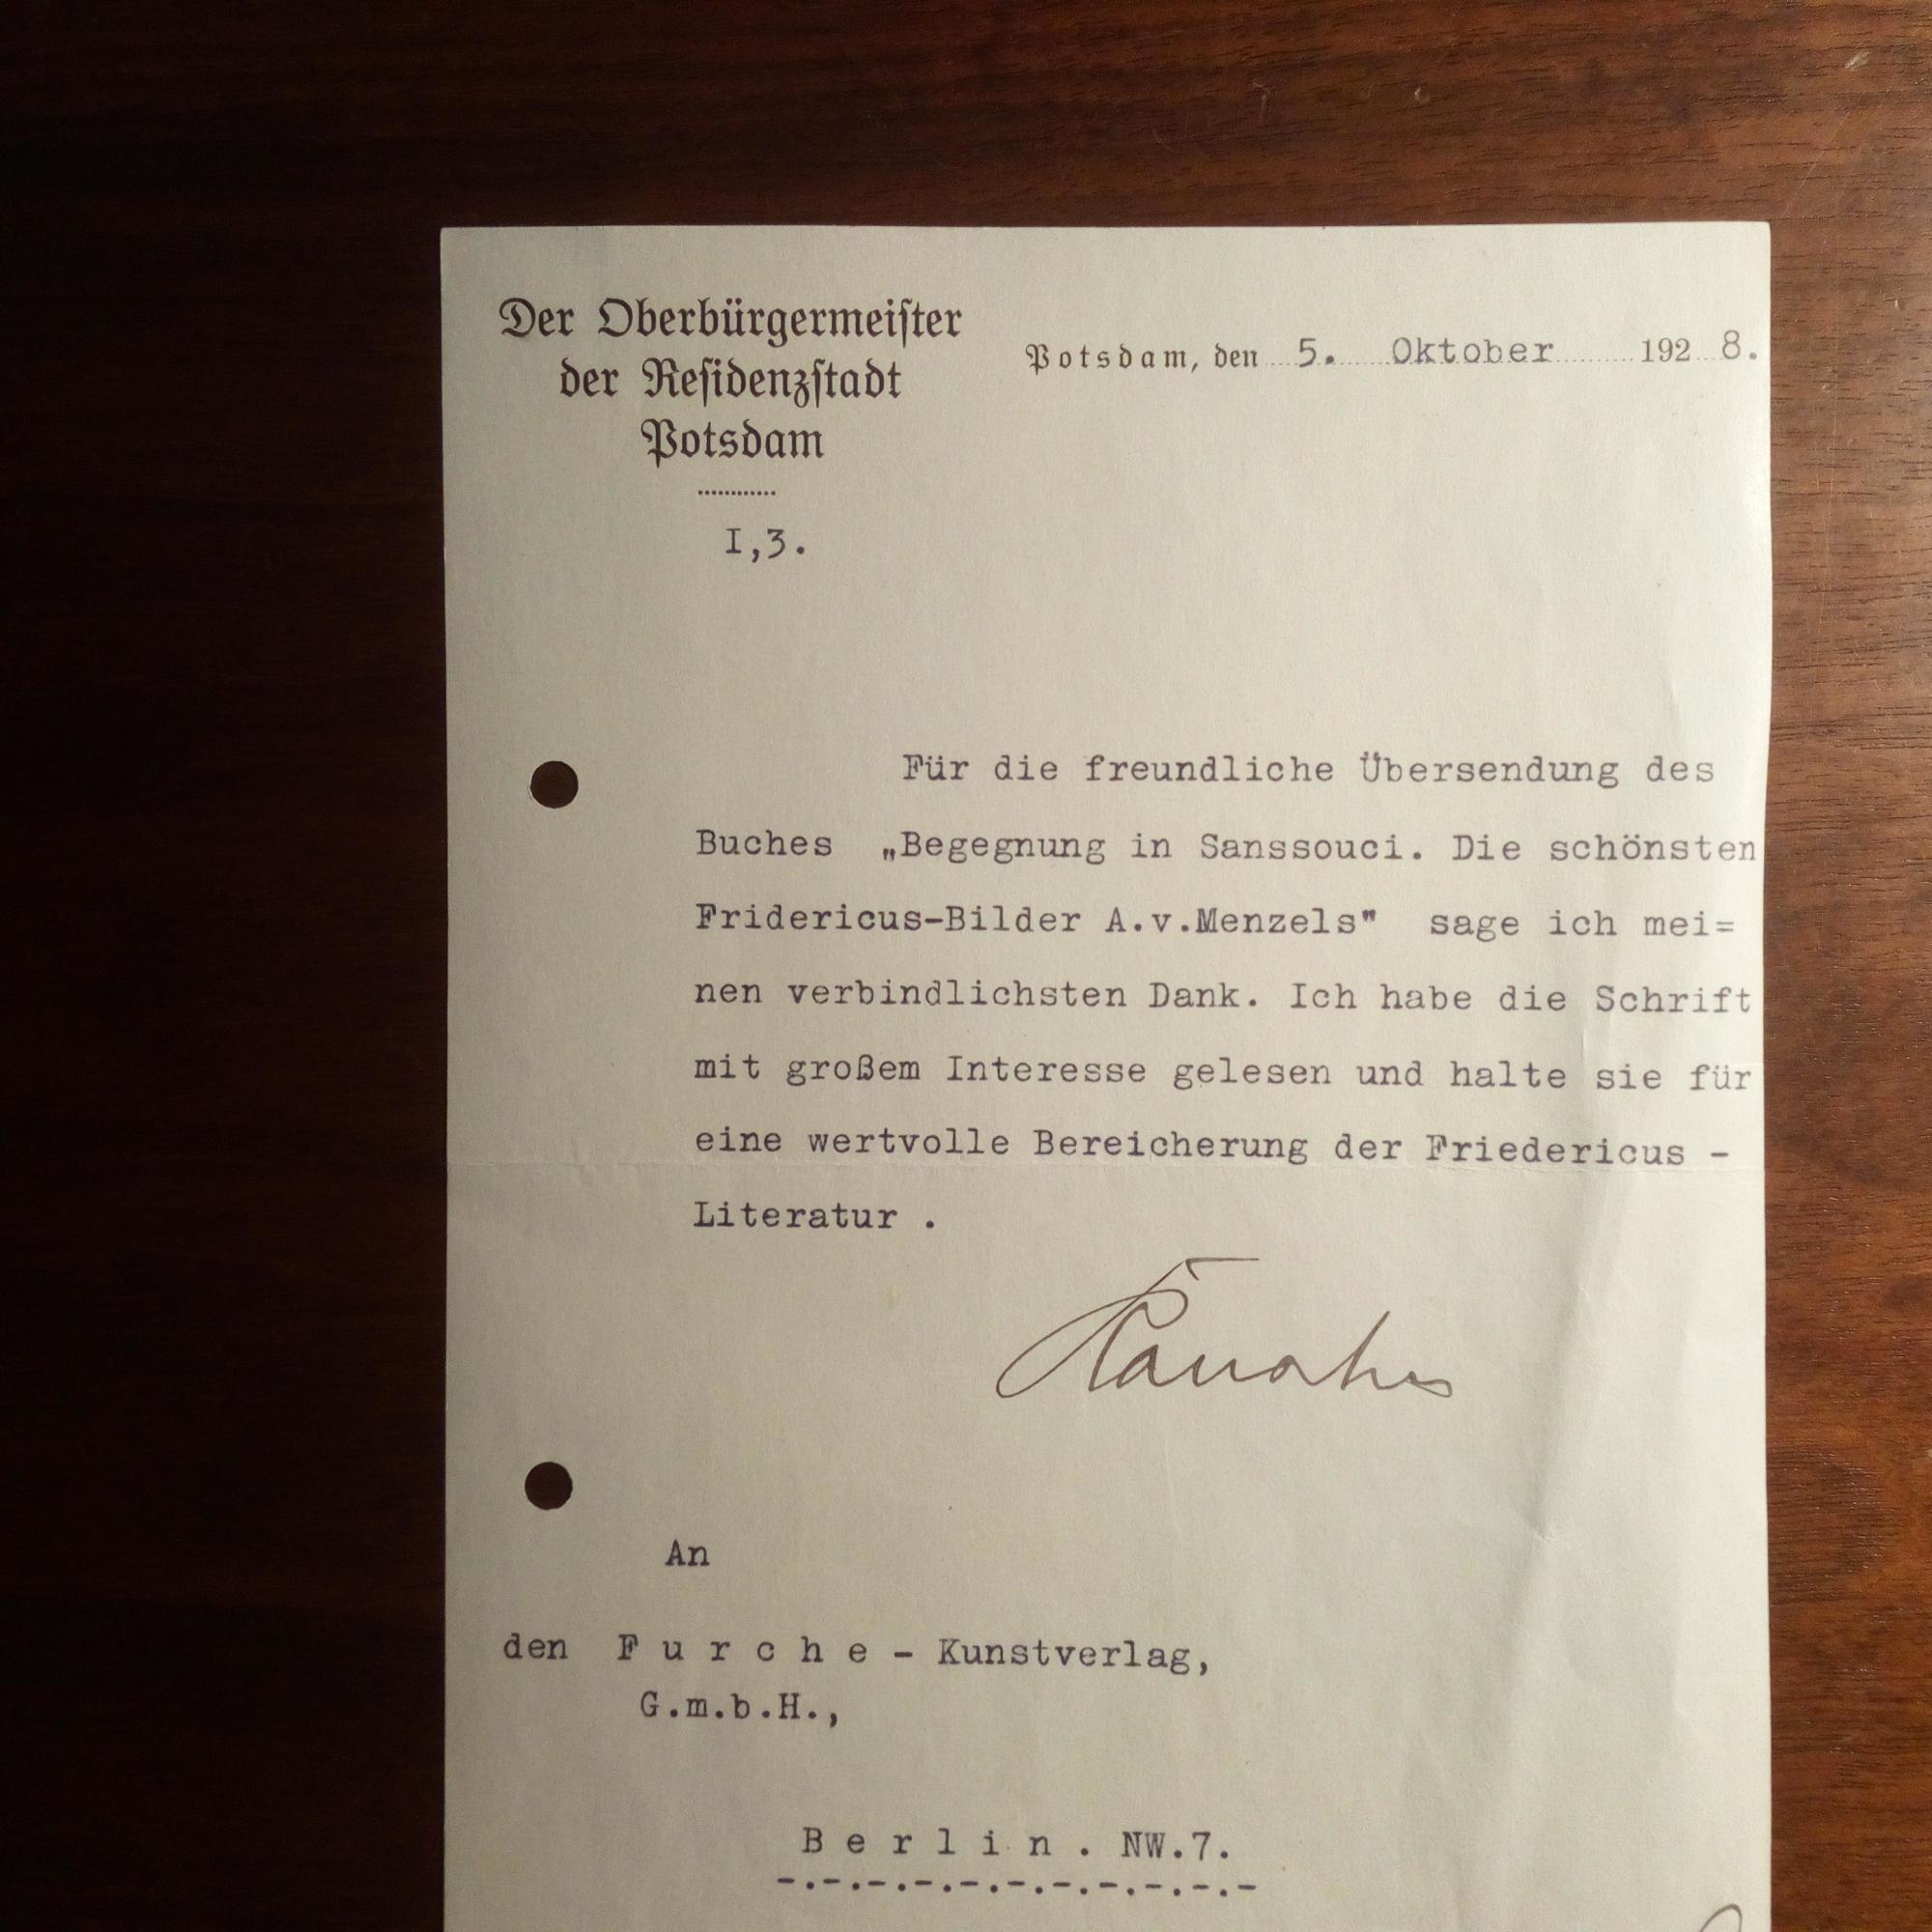 Der Oberbürgermeiſter
der Reſidenzſtadt
Potsdam
Potsdam, den 5. Oktober 192 8.
I,3.
Für die freundliche Übersendung des
Buches „Begegnung in Sanssouci. Die schönsten
Fridericus-Bilder A.v.Menzels" sage ich mei=
nen verbindlichsten Dank. Ich habe die Schrift
mit großem Interesse gelesen und halte sie für
eine wertvolle Bereicherung der Friedericus -
Literatur .
An
den F u r c h e - Kunstverlag,
G.m.b.H.,
B e r l i n . NW.7.
-.-.-.-.-.-.-.-.-.-.-